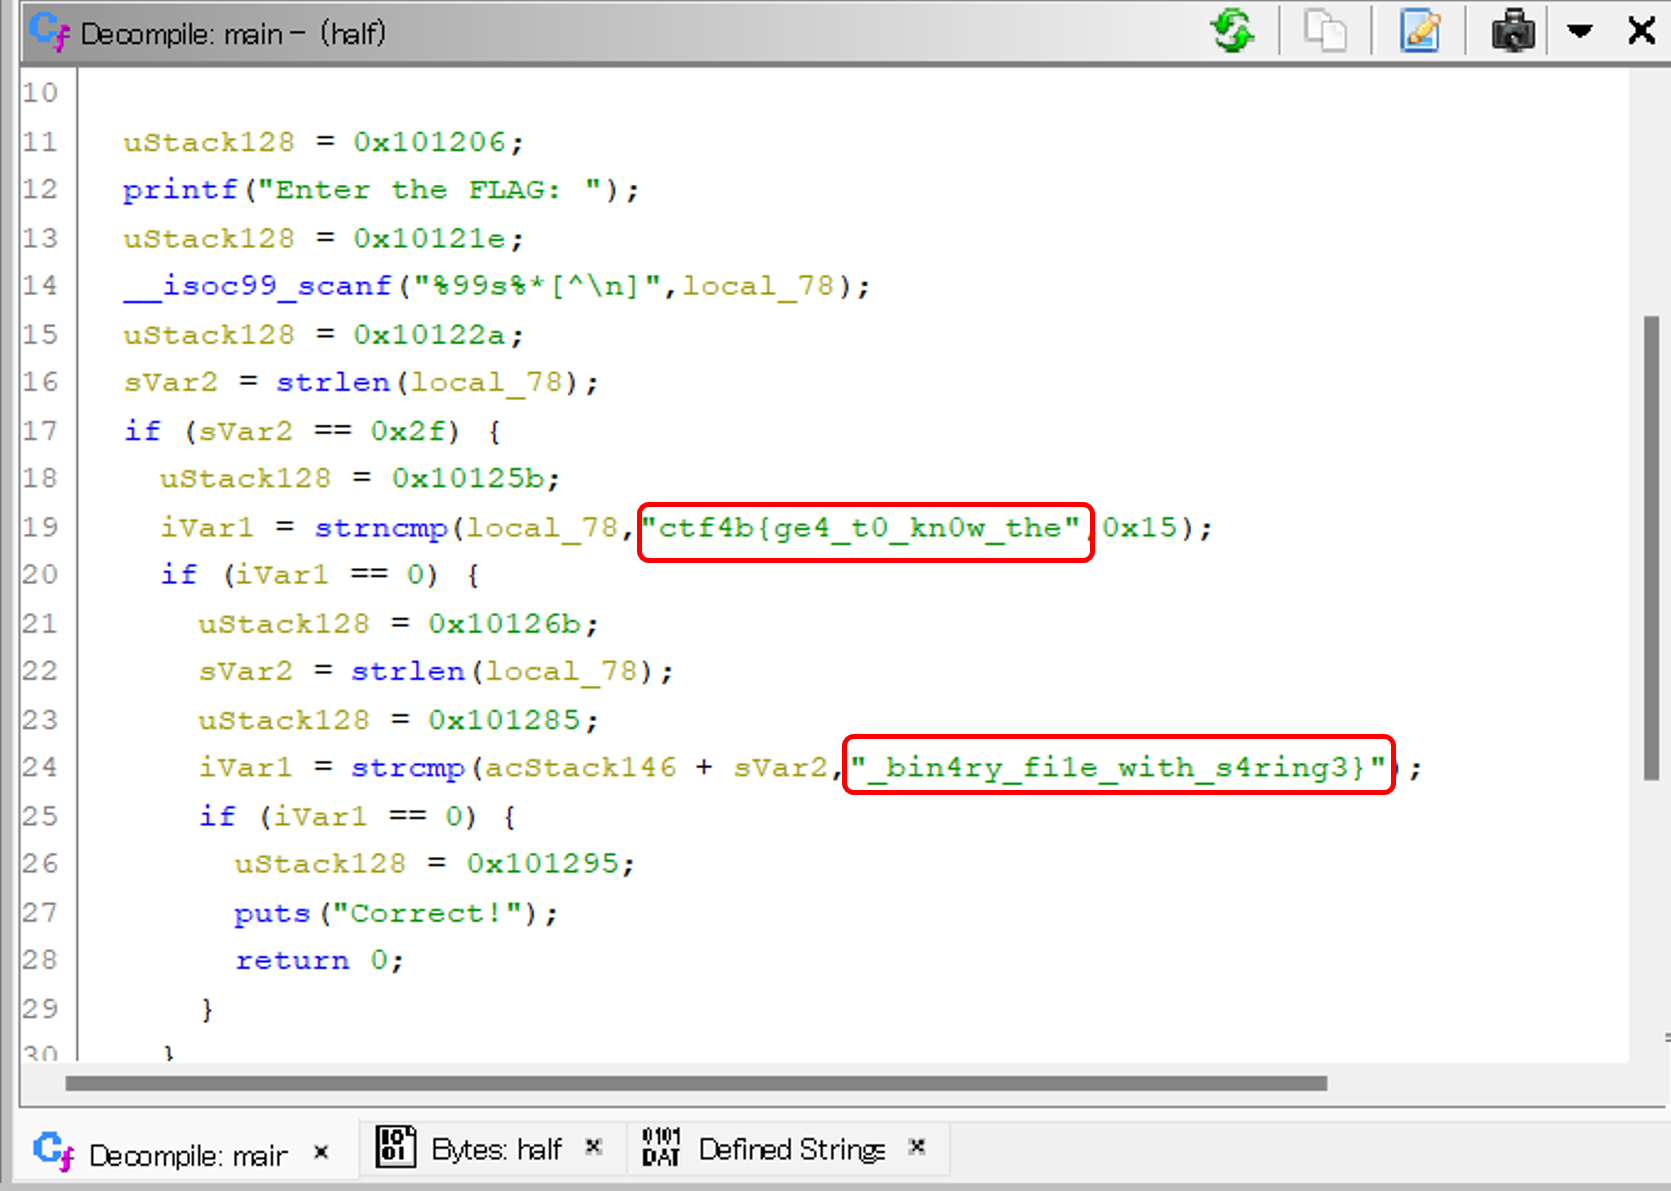 Decompile: main - (half)
10
11 uStack128 = 0x101206;
12 printf("Enter the FLAG: ");
13 uStack128 = 0x10121e;
14 __isoc99_scanf("%99s%*[^\n]",local_78);
15 uStack128 = 0x10122a;
16 sVar2 = strlen(local_78);
17 if (sVar2 == 0x2f) {
18 uStack128 = 0x10125b;
19 iVar1 = strncmp(local_78,"ctf4b{ge4_t0_kn0w_the",0x15);
20 if (iVar1 == 0) {
21 uStack128 = 0x10126b;
22 sVar2 = strlen(local_78);
23 uStack128 = 0x101285;
24 iVar1 = strcmp(acStack146 + sVar2,"_bin4ry_fi1e_with_s4ring3}");
25 if (iVar1 == 0) {
26 uStack128 = 0x101295;
27 puts("Correct!");
28 return 0;
29 }
30 }
Decompile: main
Bytes: half
Defined Strings